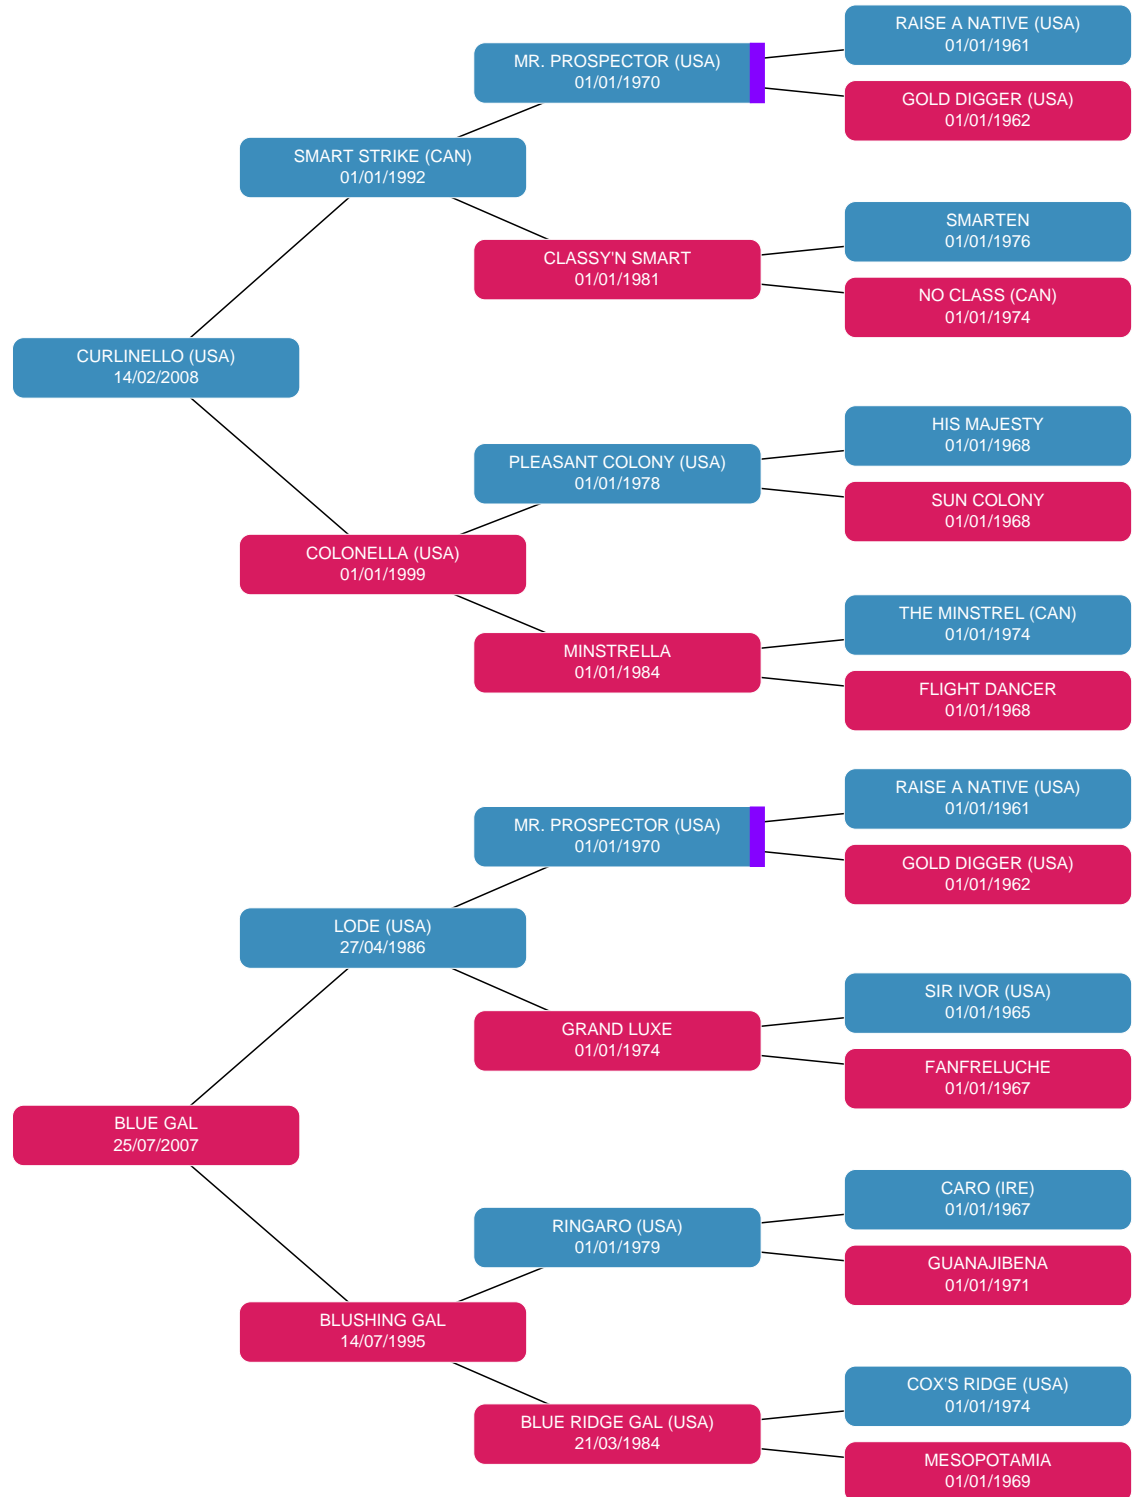 RAISE A NATIVE (USA)
01/01/1961
MR. PROSPECTOR (USA)
01/01/1970
GOLD DIGGER (USA)
01/01/1962
SMART STRIKE (CAN)
01/01/1992
SMARTEN
01/01/1976
CLASSY'N SMART
01/01/1981
NO CLASS (CAN)
01/01/1974
CURLINELLO (USA)
14/02/2008
HIS MAJESTY
01/01/1968
PLEASANT COLONY (USA)
01/01/1978
SUN COLONY
01/01/1968
COLONELLA (USA)
01/01/1999
THE MINSTREL (CAN)
01/01/1974
MINSTRELLA
01/01/1984
FLIGHT DANCER
01/01/1968
RAISE A NATIVE (USA)
01/01/1961
MR. PROSPECTOR (USA)
01/01/1970
GOLD DIGGER (USA)
01/01/1962
LODE (USA)
27/04/1986
SIR IVOR (USA)
01/01/1965
GRAND LUXE
01/01/1974
FANFRELUCHE
01/01/1967
BLUE GAL
25/07/2007
CARO (IRE)
01/01/1967
RINGARO (USA)
01/01/1979
GUANAJIBENA
01/01/1971
BLUSHING GAL
14/07/1995
COX'S RIDGE (USA)
01/01/1974
BLUE RIDGE GAL (USA)
21/03/1984
MESOPOTAMIA
01/01/1969